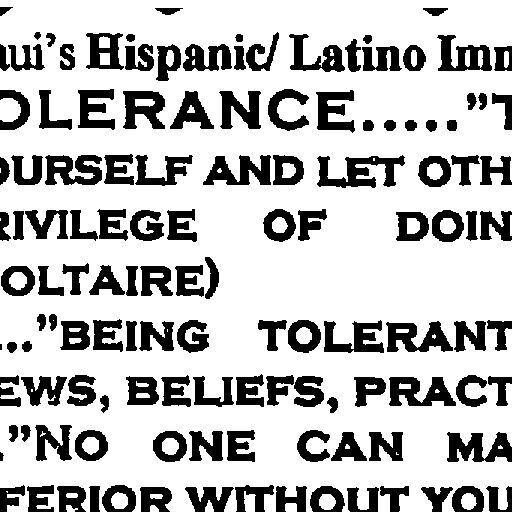 aui's Hispanic/ Latino Imm
OLERANCE....."T
OURSELF AND LET OTH
RIVILEGE OF DOIN
OLTAIRE)
..."BEING TOLERANT
EWS, BELIEFS, PRACT
."NO ONE CAN MA
FERIOR WITHOUT YOU